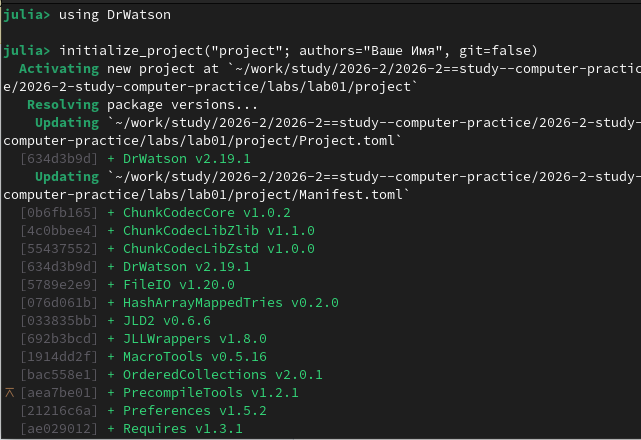 julia> using DrWatson
julia> initialize_project("project"; authors="Ваше Имя", git=false)
Activating new project at `~/work/study/2026-2/2026-2==study--computer-practic
e/2026-2-study-computer-practice/labs/lab01/project`
Resolving package versions...
Updating `~/work/study/2026-2/2026-2==study--computer-practice/2026-2-study-
computer-practice/labs/lab01/project/Project.toml`
[634d3b9d] + DrWatson v2.19.1
Updating `~/work/study/2026-2/2026-2==study--computer-practice/2026-2-study-
computer-practice/labs/lab01/project/Manifest.toml`
[0b6fb165] + ChunkCodecCore v1.0.2
[4c0bbee4] + ChunkCodecLibZlib v1.1.0
[55437552] + ChunkCodecLibZstd v1.0.0
[634d3b9d] + DrWatson v2.19.1
[5789e2e9] + FileIO v1.20.0
[076d061b] + HashArrayMappedTries v0.2.0
[033835bb] + JLD2 v0.6.6
[692b3bcd] + JLLWrappers v1.8.0
[1914dd2f] + MacroTools v0.5.16
[bac558e1] + OrderedCollections v2.0.1
⌅ [aea7be01] + PrecompileTools v1.2.1
[21216c6a] + Preferences v1.5.2
[ae029012] + Requires v1.3.1